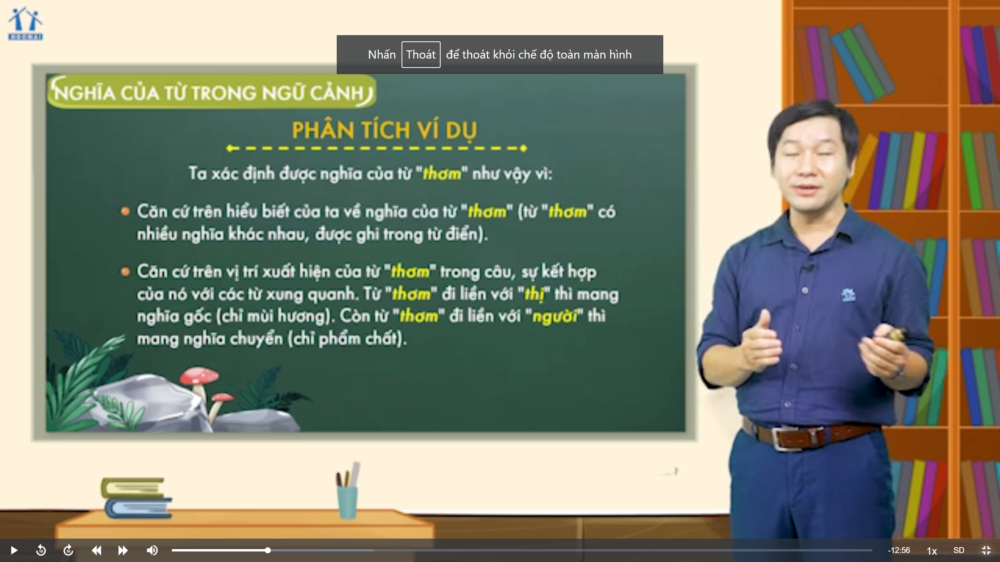 HOCMAI
Nhấn Thoát để thoát khỏi chế độ toàn màn hình
NGHĨA CỦA TỪ TRONG NGỮ CẢNH
PHÂN TÍCH VÍ DỤ
Ta xác định được nghĩa của từ "thơm" như vậy vì:
Căn cứ trên hiểu biết của ta về nghĩa của từ "thơm" (từ "thơm" có
nhiều nghĩa khác nhau, được ghi trong từ điển).
Căn cứ trên vị trí xuất hiện của từ "thơm" trong câu, sự kết hợp
của nó với các từ xung quanh. Từ "thơm" đi liền với "thị" thì mang
nghĩa gốc (chỉ mùi hương). Còn từ "thơm" đi liền với "người" thì
mang nghĩa chuyển (chỉ phẩm chất).
10 10 -12:56 1x SD